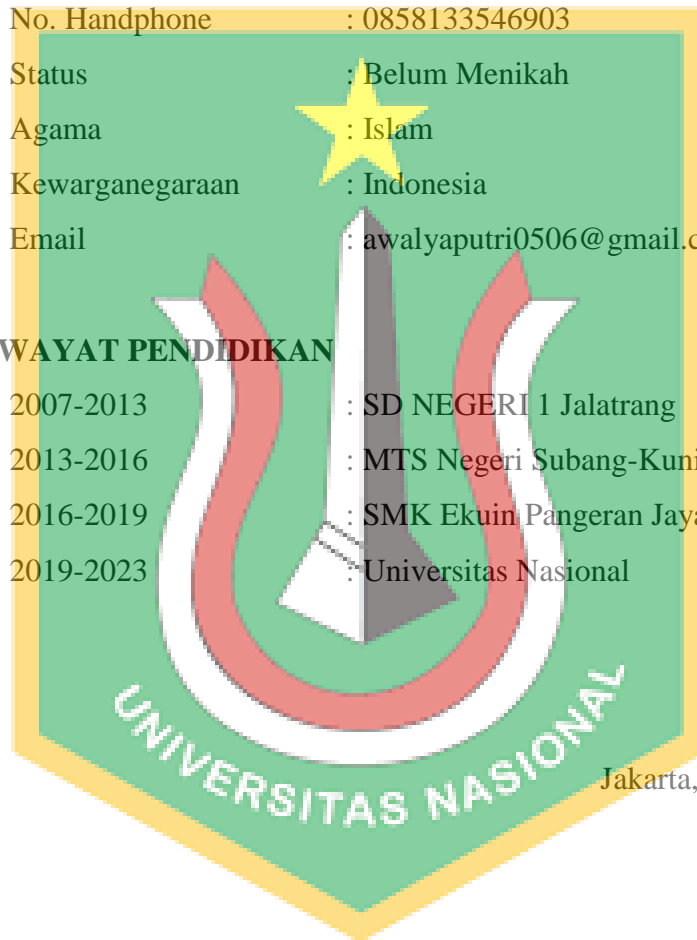 No. Handphone : 0858133546903
Status : Belum Menikah
Agama : Islam
Kewarganegaraan : Indonesia
Email : awalyaputri0506@gmail.c
WAYAT PENDIDIKAN
2007-2013 : SD NEGERI 1 Jalatrang
2013-2016 : MTS Negeri Subang-Kuni
2016-2019 : SMK Ekuin Pangeran Jaya
2019-2023 : Universitas Nasional
Jakarta,
UNIVERSITAS NASIONAL